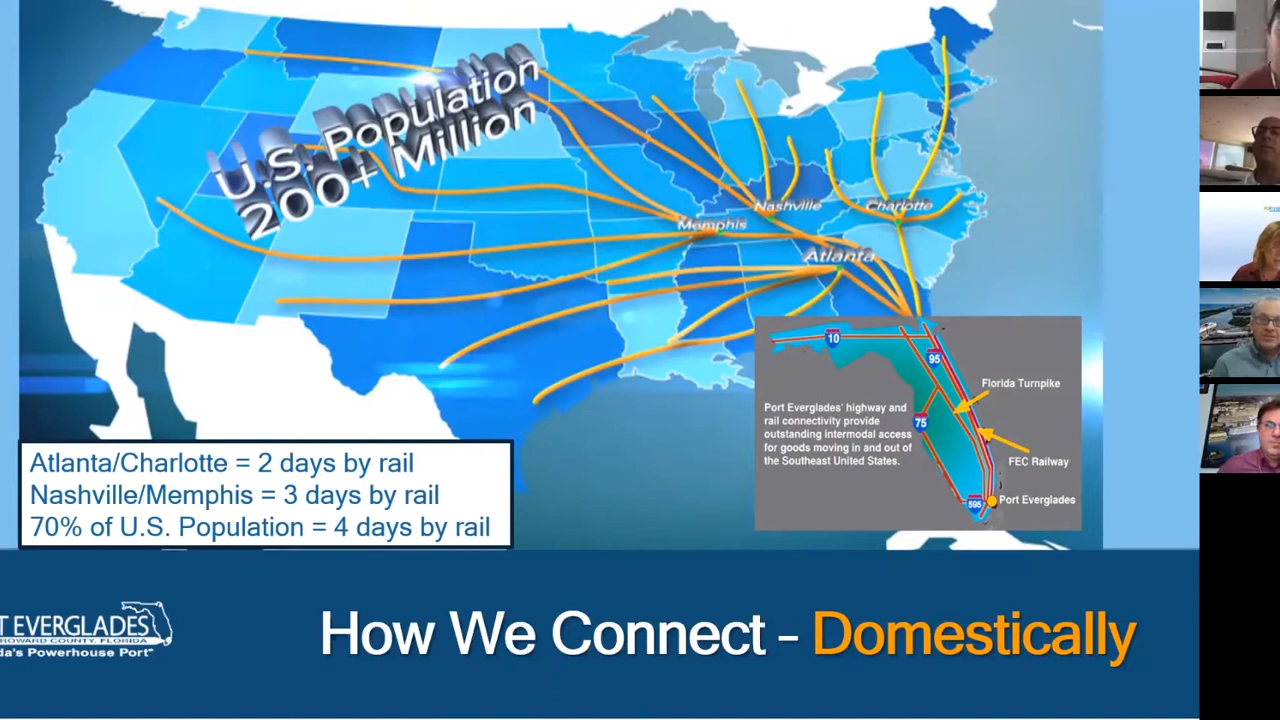 U.S. Population
200+ Million
Nashville
Memphis
Charlotte
Atlanta
10
95
Florida Turnpike
Port Everglades' highway and
rail connectivity provide
outstanding intermodal access
for goods moving in and out of
the Southeast United States.
75
FEC Railway
595
Port Everglades
Atlanta/Charlotte = 2 days by rail
Nashville/Memphis = 3 days by rail
70% of U.S. Population = 4 days by rail
T EVERGLADES
ROWARD COUNTY, FLORIDA
da's Powerhouse Port"
How We Connect – Domestically